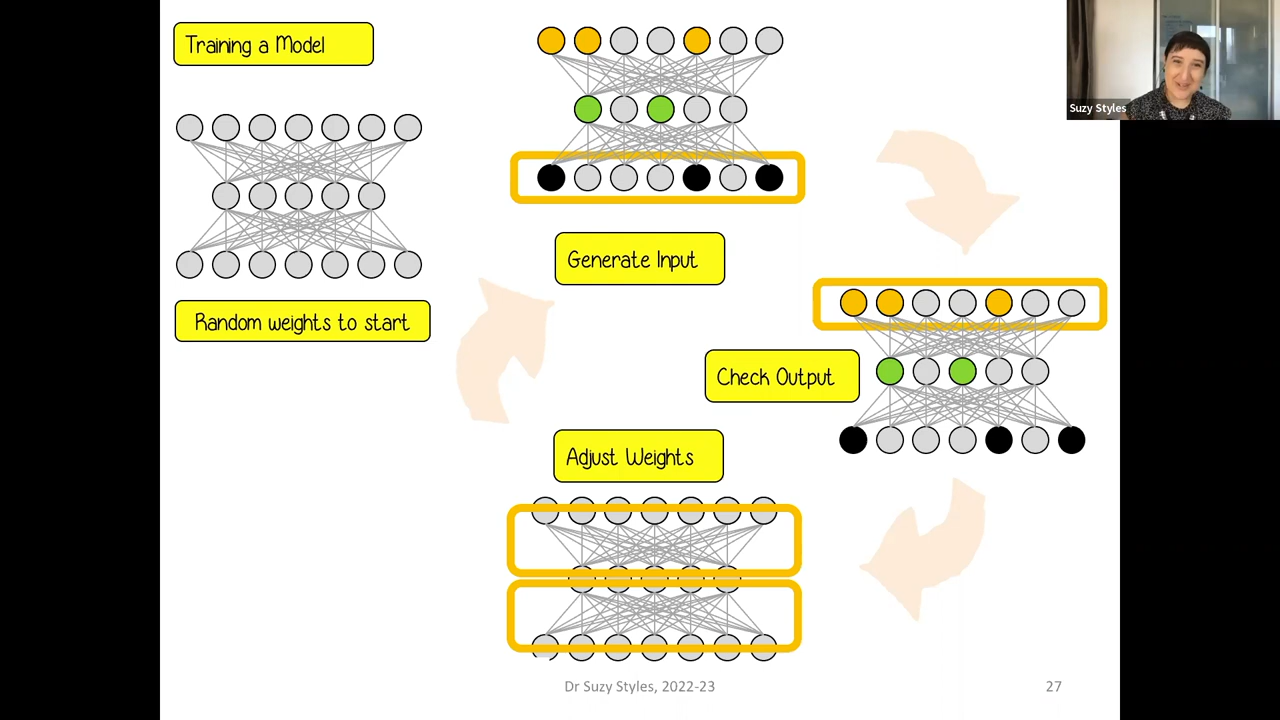 Training a Model
Suzy Styles
Generate Input
Random weights to start
Check Output
Adjust Weights
Dr Suzy Styles, 2022-23
27